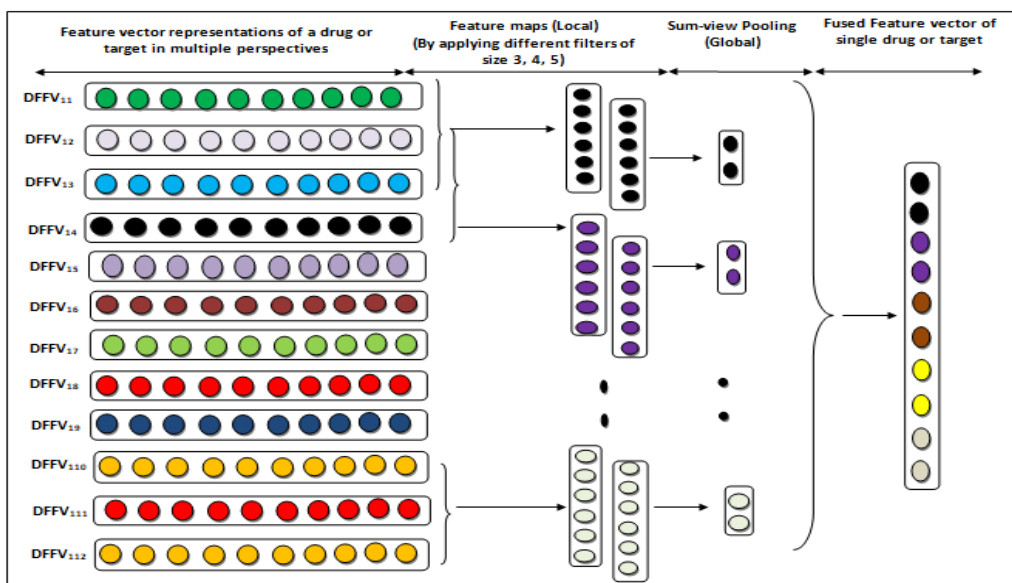 Feature vector representations of a drug or
target in multiple perspectives
Feature maps (Local)
(By applying different filters of
size 3, 4, 5)
Sum-view Pooling
(Global)
Fused Feature vector of
single drug or target
DFFV₁₁
DFFV₁₂
DFFV₁₃
DFFV₁₄
DFFV₁₅
DFFV₁₆
DFFV₁₇
DFFV₁₈
DFFV₁₉
DFFV₁₁₀
DFFV₁₁₁
DFFV₁₁₂